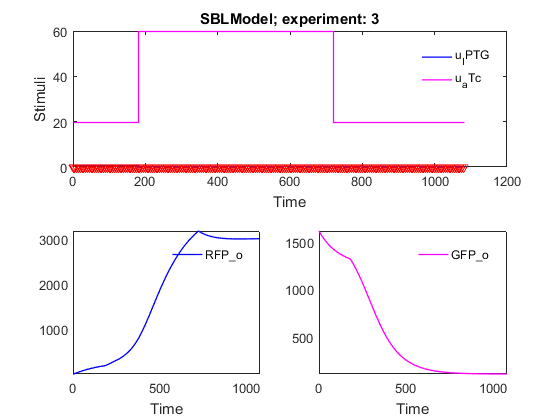 SBLModel; experiment: 3
60
40
20
0
Stimuli
u_IPTG
u_aTc
0 200 400 600 800 1000 1200
Time
3000
2000
1000
RFP_o
0 500 1000
Time
1500
1000
500
GFP_o
0 500 1000
Time